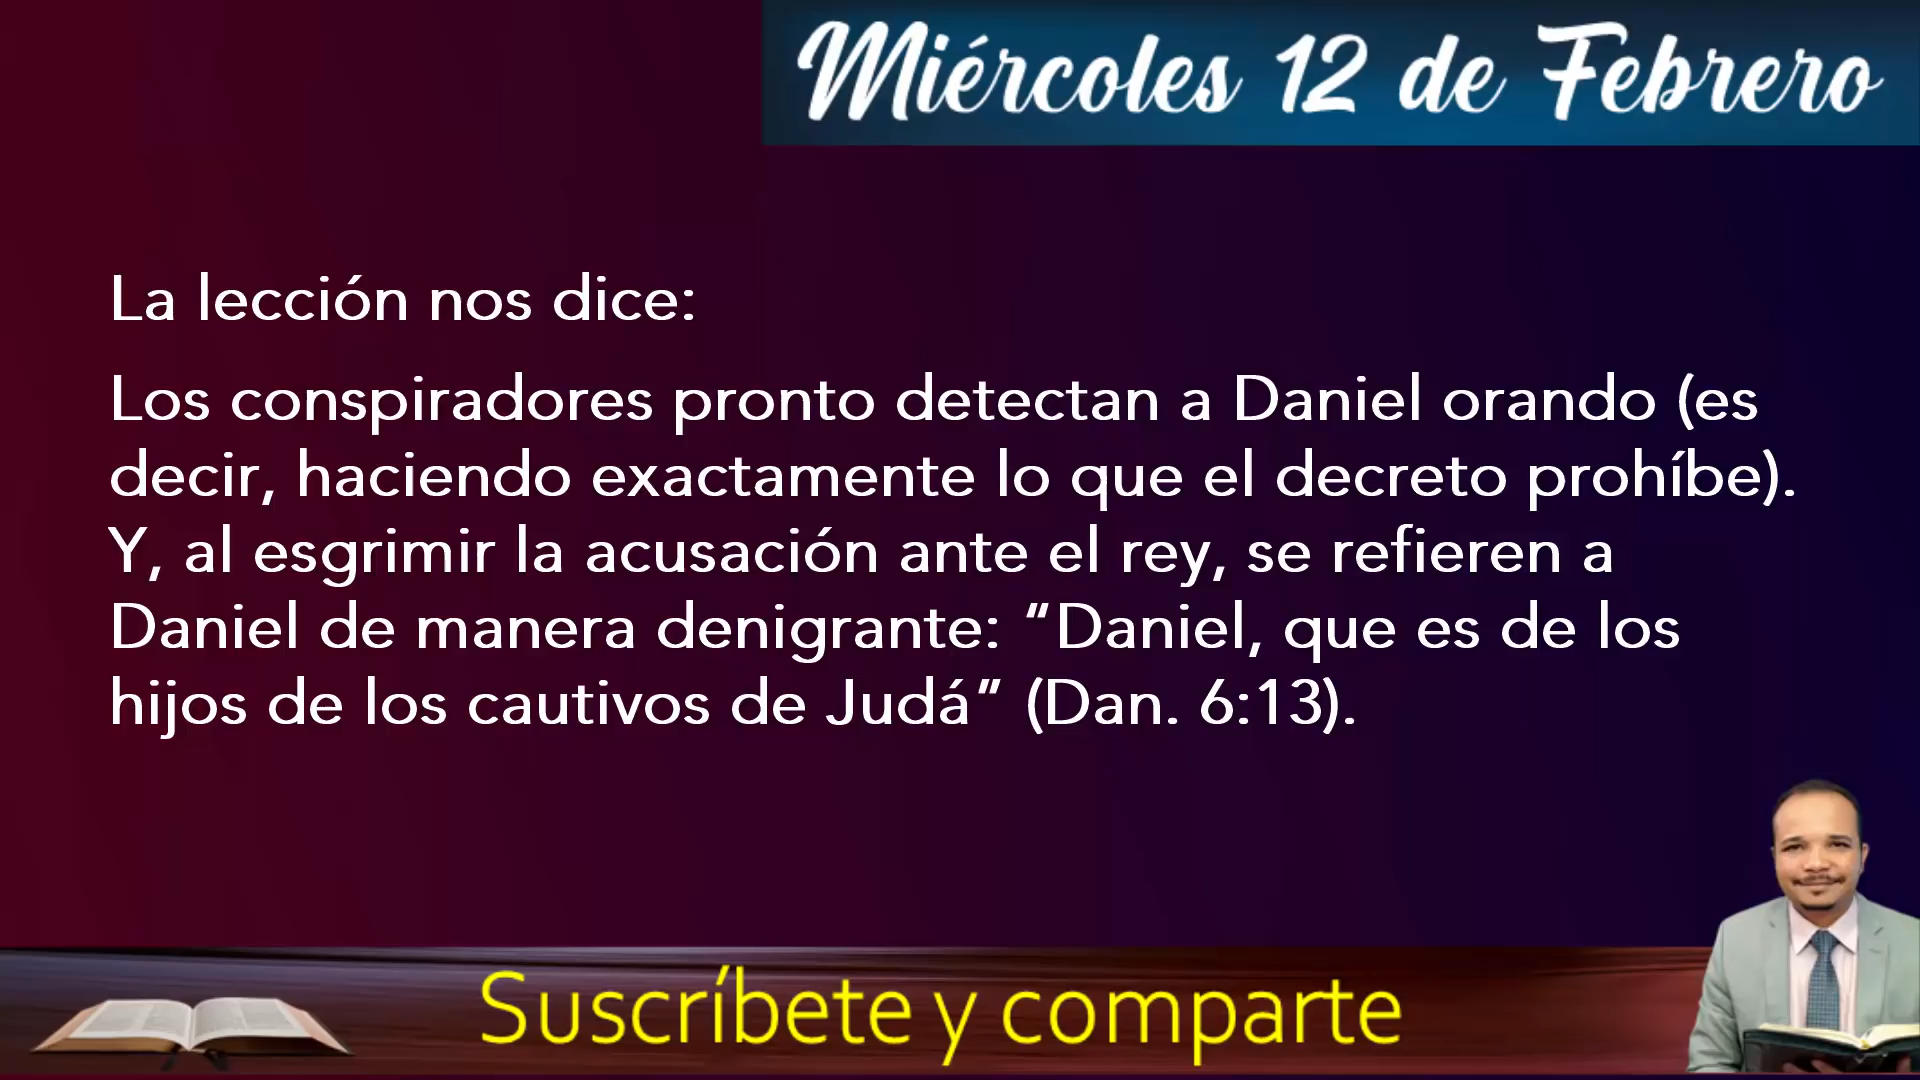 Miércoles 12 de Febrero
La lección nos dice:
Los conspiradores pronto detectan a Daniel orando (es
decir, haciendo exactamente lo que el decreto prohíbe).
Y, al esgrimir la acusación ante el rey, se refieren a
Daniel de manera denigrante: “Daniel, que es de los
hijos de los cautivos de Judá” (Dan. 6:13).
Suscríbete y comparte